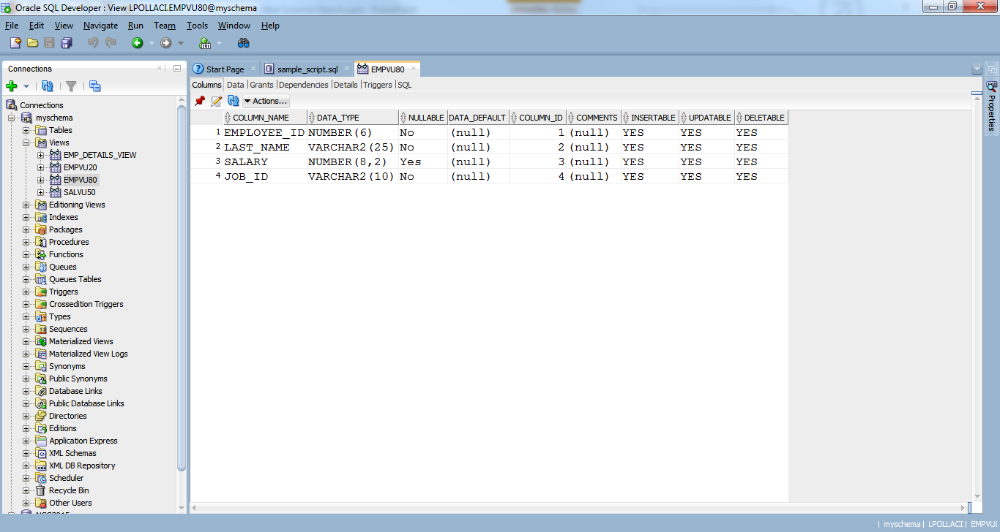 Oracle SQL Developer : View LPOLLACI.EMPVU80@myschema
File Edit View Navigate Run Team Tools Window Help
Connections
Start Page sample_script.sql EMPVU80
Columns Data Grants Dependencies Details Triggers SQL
Actions...
COLUMN_NAME DATA_TYPE NULLABLE DATA_DEFAULT COLUMN_ID COMMENTS INSERTABLE UPDATABLE DELETABLE
1 EMPLOYEE_ID NUMBER(6) No (null) 1 (null) YES YES YES
2 LAST_NAME VARCHAR2(25) No (null) 2 (null) YES YES YES
3 SALARY NUMBER(8,2) Yes (null) 3 (null) YES YES YES
4 JOB_ID VARCHAR2(10) No (null) 4 (null) YES YES YES
Connections
myschema
Tables
Views
EMP_DETAILS_VIEW
EMPVU20
EMPVU80
SALVU50
Editioning Views
Indexes
Packages
Procedures
Functions
Queues
Queues Tables
Triggers
Crossedition Triggers
Types
Sequences
Materialized Views
Materialized View Logs
Synonyms
Public Synonyms
Database Links
Public Database Links
Directories
Editions
Application Express
XML Schemas
XML DB Repository
Scheduler
Recycle Bin
Other Users
Properties
| myschema | LPOLLACI | EMPVU8